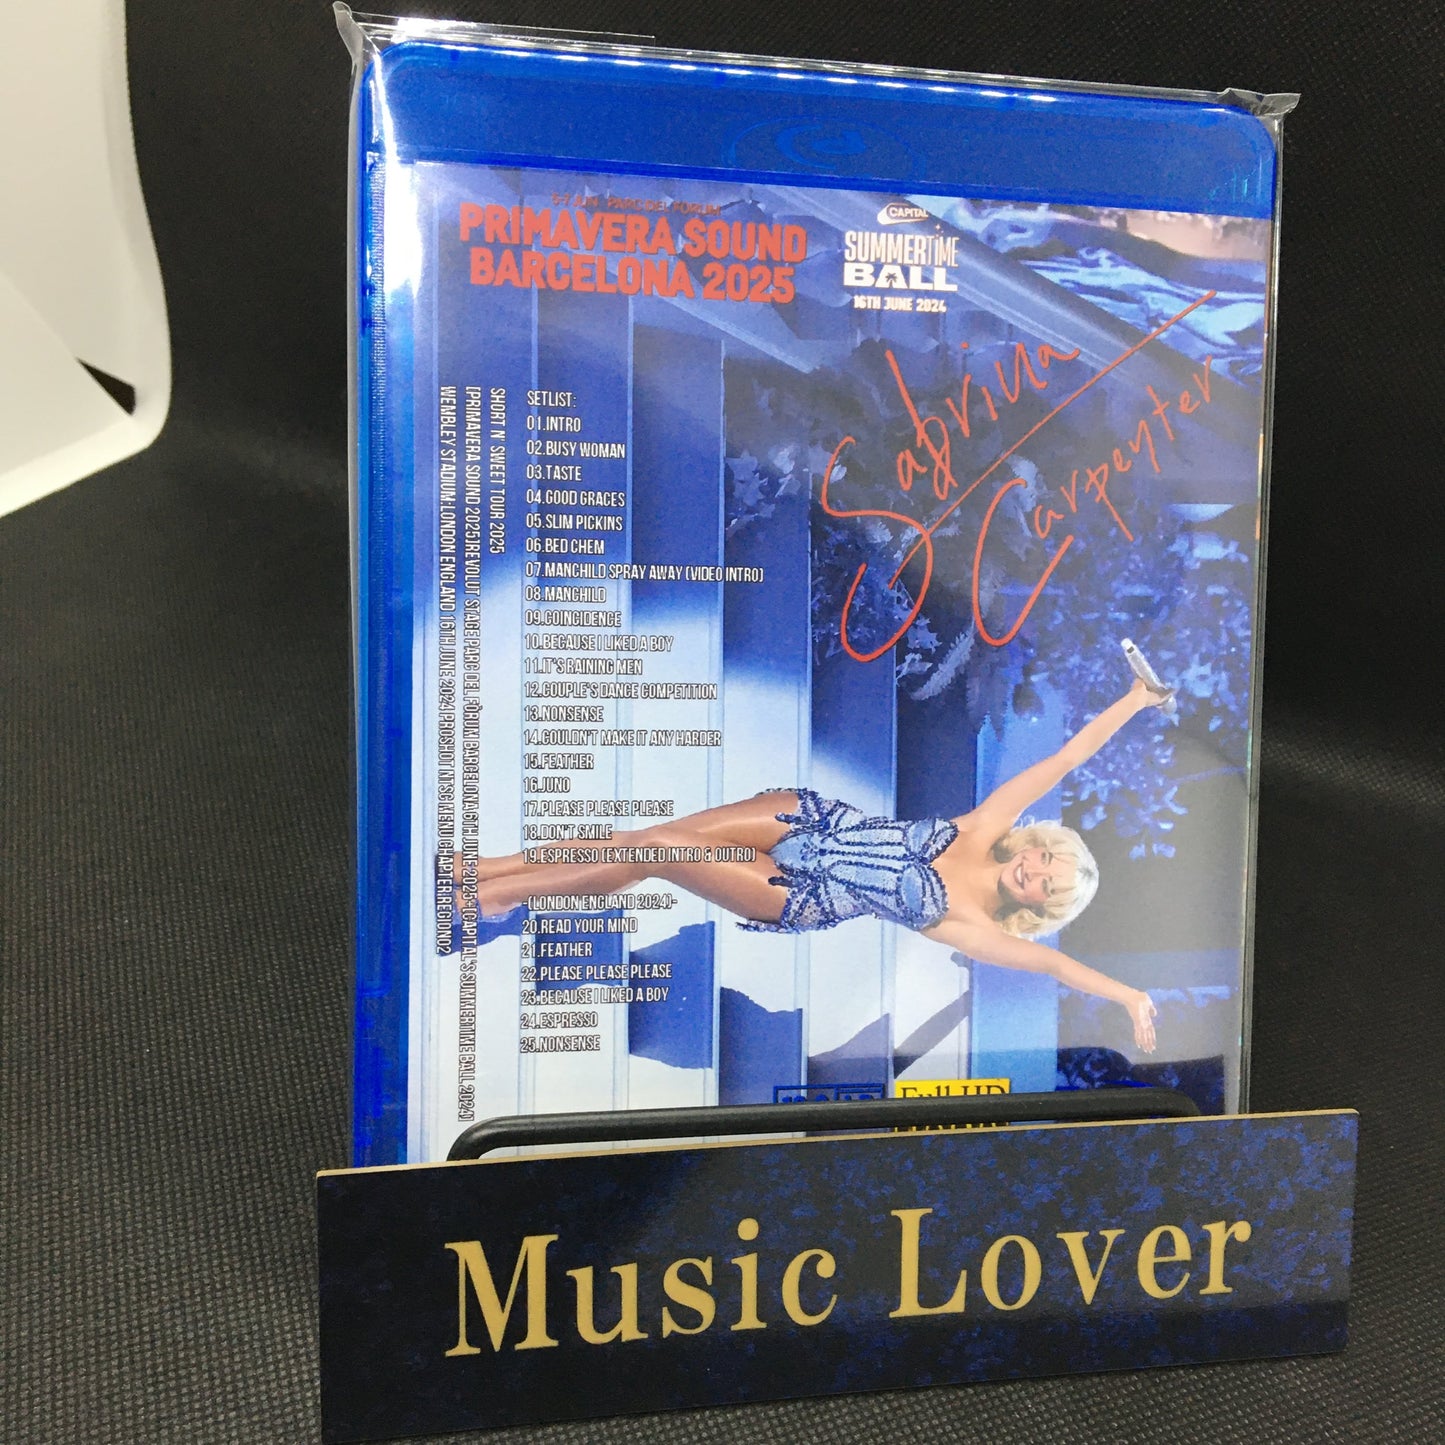 5-7 JUN PARC DEL FÒRUM
PRIMAVERA SOUND
BARCELONA 2025
CAPITAL
SUMMERTIME
BALL
16TH JUNE 2024
Sabrina
Carpenter
SETLIST:
01.INTRO
02.BUSY WOMAN
03.TASTE
04.GOOD GRACES
05.SLIM PICKINS
06.BED CHEM
07.MANCHILD SPRAY AWAY (VIDEO INTRO)
08.MANCHILD
09.COINCIDENCE
10.BECAUSE I LIKED A BOY
11.IT'S RAINING MEN
12.COUPLE'S DANCE COMPETITION
13.NONSENSE
14.COULDN'T MAKE IT ANY HARDER
15.FEATHER
16.JUNO
17.PLEASE PLEASE PLEASE
18.DON'T SMILE
19.ESPRESSO (EXTENDED INTRO & OUTRO)
-(LONDON ENGLAND 2024)-
20.READ YOUR MIND
21.FEATHER
22.PLEASE PLEASE PLEASE
23.BECAUSE I LIKED A BOY
24.ESPRESSO
25.NONSENSE
SHORT N' SWEET TOUR 2025
[PRIMAVERA SOUND 2025]REVOLUT STAGE PARC DEL FÒRUM BARCELONA 6TH JUNE 2025+[CAPITAL'S SUMMERTIME BALL 2024]
WEMBLEY STADIUM LONDON ENGLAND 16TH JUNE 2024 PROSHOT NTSC MENU CHAPTER REGION02
Full HD
Music Lover